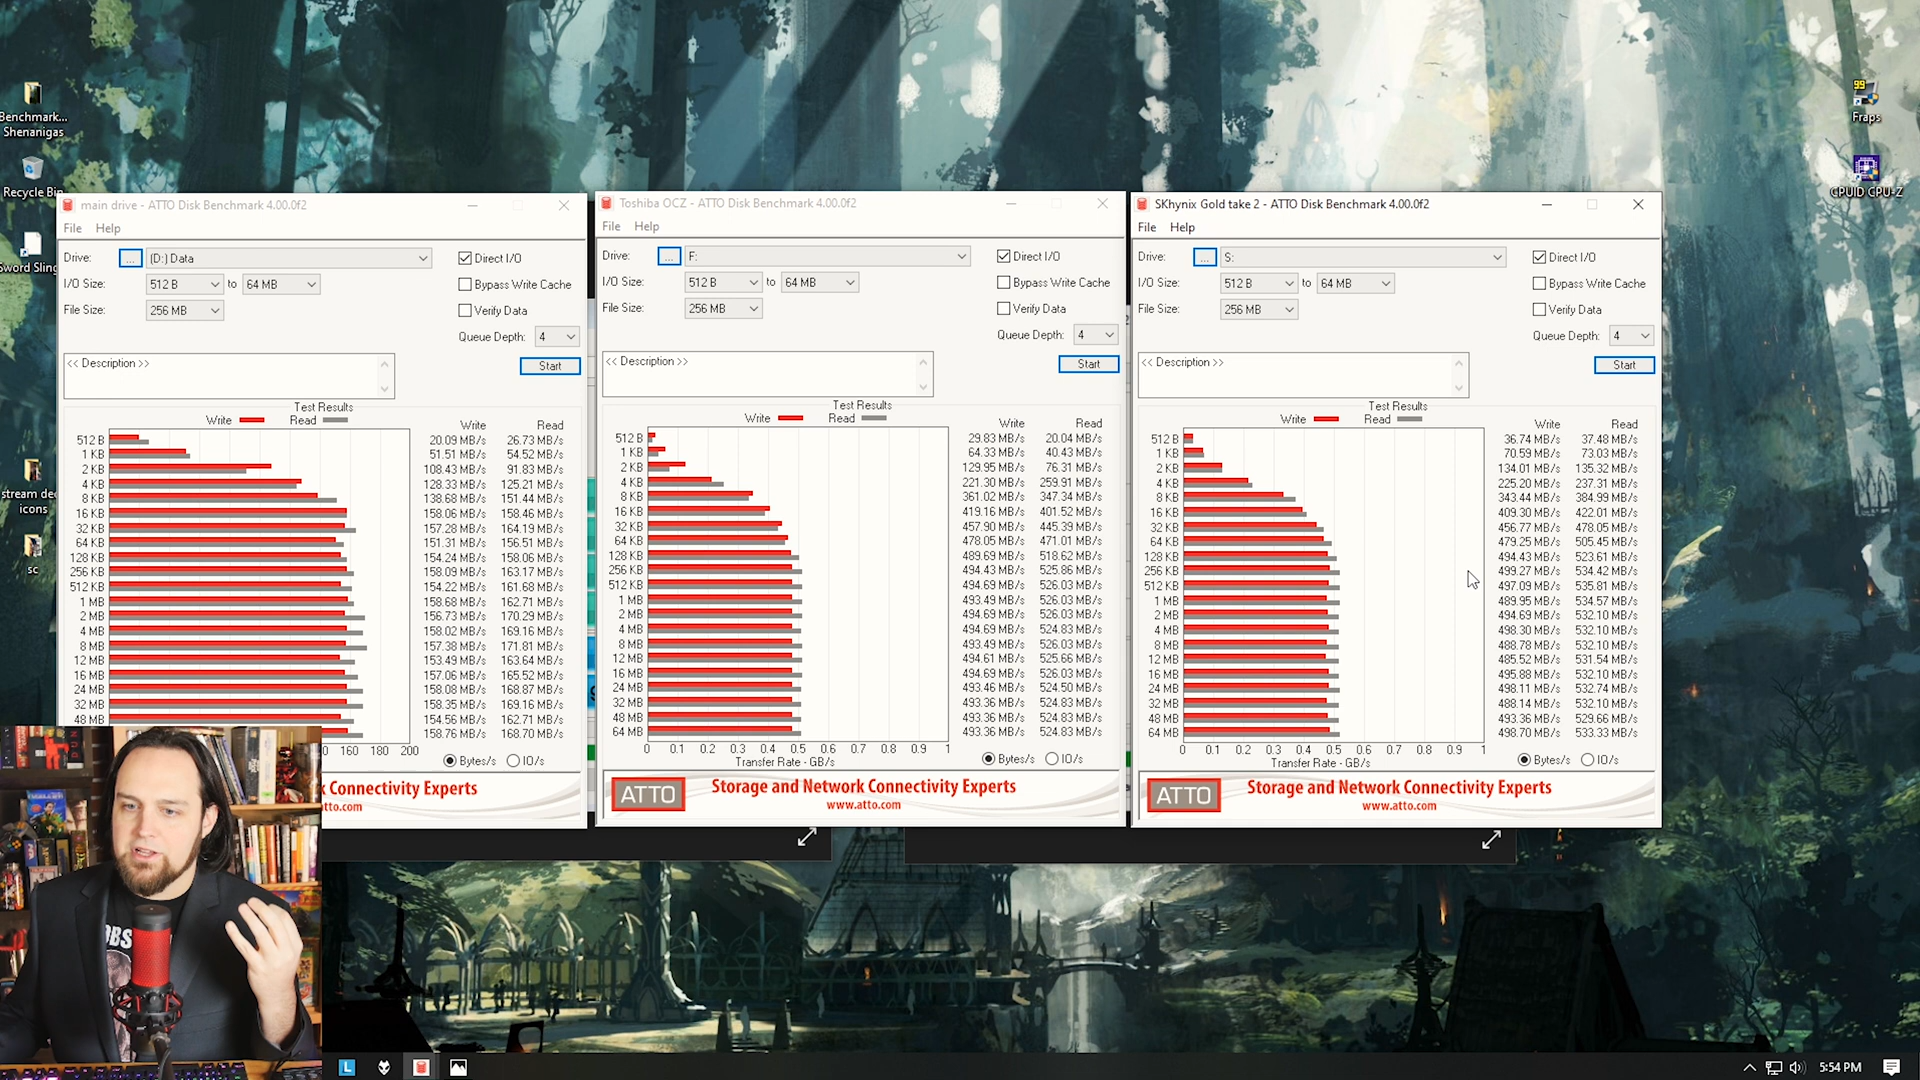 Benchmark...
Shenanigas
Recycle Bin
Sword Sling
stream dec
icons
sc
99
Fraps
CPUID CPU-Z
main drive - ATTO Disk Benchmark 4.00.0f2
File Help
Drive: ... (D:) Data
Direct I/O
I/O Size: 512 B to 64 MB
Bypass Write Cache
File Size: 256 MB
Verify Data
Queue Depth: 4
<< Description >>
Start
Test Results
Write Read
Write Read
512 B 20.09 MB/s 26.73 MB/s
1 KB 51.51 MB/s 54.52 MB/s
2 KB 108.43 MB/s 91.83 MB/s
4 KB 128.33 MB/s 125.21 MB/s
8 KB 138.68 MB/s 151.44 MB/s
16 KB 158.06 MB/s 158.46 MB/s
32 KB 157.28 MB/s 164.19 MB/s
64 KB 151.31 MB/s 156.51 MB/s
128 KB 154.24 MB/s 158.06 MB/s
256 KB 158.09 MB/s 163.17 MB/s
512 KB 154.22 MB/s 161.68 MB/s
1 MB 158.68 MB/s 162.71 MB/s
2 MB 156.73 MB/s 170.29 MB/s
4 MB 158.02 MB/s 169.16 MB/s
8 MB 157.38 MB/s 171.81 MB/s
12 MB 153.49 MB/s 163.64 MB/s
16 MB 157.06 MB/s 165.52 MB/s
24 MB 158.08 MB/s 168.87 MB/s
32 MB 158.35 MB/s 169.16 MB/s
48 MB 154.56 MB/s 162.71 MB/s
158.76 MB/s 168.70 MB/s
160 180 200
Bytes/s IO/s
k Connectivity Experts
tto.com
Toshiba OCZ - ATTO Disk Benchmark 4.00.0f2
File Help
Drive: ... F:
Direct I/O
I/O Size: 512 B to 64 MB
Bypass Write Cache
File Size: 256 MB
Verify Data
Queue Depth: 4
<< Description >>
Start
Test Results
Write Read
Write Read
512 B 29.83 MB/s 20.04 MB/s
1 KB 64.33 MB/s 40.43 MB/s
2 KB 129.95 MB/s 76.31 MB/s
4 KB 221.30 MB/s 259.91 MB/s
8 KB 361.02 MB/s 347.34 MB/s
16 KB 419.16 MB/s 401.52 MB/s
32 KB 457.90 MB/s 445.39 MB/s
64 KB 478.05 MB/s 471.01 MB/s
128 KB 489.69 MB/s 518.62 MB/s
256 KB 494.43 MB/s 525.86 MB/s
512 KB 494.69 MB/s 526.03 MB/s
1 MB 493.49 MB/s 526.03 MB/s
2 MB 494.69 MB/s 526.03 MB/s
4 MB 494.69 MB/s 524.83 MB/s
8 MB 493.49 MB/s 526.03 MB/s
12 MB 494.61 MB/s 525.66 MB/s
16 MB 494.69 MB/s 526.03 MB/s
24 MB 493.46 MB/s 524.50 MB/s
32 MB 493.36 MB/s 524.83 MB/s
48 MB 493.36 MB/s 524.83 MB/s
64 MB 493.36 MB/s 524.83 MB/s
0 0.1 0.2 0.3 0.4 0.5 0.6 0.7 0.8 0.9 1
Transfer Rate - GB/s
Bytes/s IO/s
ATTO
Storage and Network Connectivity Experts
www.atto.com
SKhynix Gold take 2 - ATTO Disk Benchmark 4.00.0f2
File Help
Drive: ... S:
Direct I/O
I/O Size: 512 B to 64 MB
Bypass Write Cache
File Size: 256 MB
Verify Data
Queue Depth: 4
<< Description >>
Start
Test Results
Write Read
Write Read
512 B 36.74 MB/s 37.48 MB/s
1 KB 70.59 MB/s 73.03 MB/s
2 KB 134.01 MB/s 135.32 MB/s
4 KB 225.20 MB/s 237.31 MB/s
8 KB 343.44 MB/s 384.99 MB/s
16 KB 409.30 MB/s 422.01 MB/s
32 KB 456.77 MB/s 478.05 MB/s
64 KB 479.25 MB/s 505.45 MB/s
128 KB 494.43 MB/s 523.61 MB/s
256 KB 499.27 MB/s 534.42 MB/s
512 KB 497.09 MB/s 535.81 MB/s
1 MB 489.95 MB/s 534.57 MB/s
2 MB 494.69 MB/s 532.10 MB/s
4 MB 498.30 MB/s 532.10 MB/s
8 MB 488.78 MB/s 532.10 MB/s
12 MB 485.52 MB/s 531.54 MB/s
16 MB 495.88 MB/s 532.10 MB/s
24 MB 498.11 MB/s 532.74 MB/s
32 MB 488.14 MB/s 532.10 MB/s
48 MB 493.36 MB/s 529.66 MB/s
64 MB 498.70 MB/s 533.33 MB/s
0 0.1 0.2 0.3 0.4 0.5 0.6 0.7 0.8 0.9 1
Transfer Rate - GB/s
Bytes/s IO/s
ATTO
Storage and Network Connectivity Experts
www.atto.com
L
5:54 PM